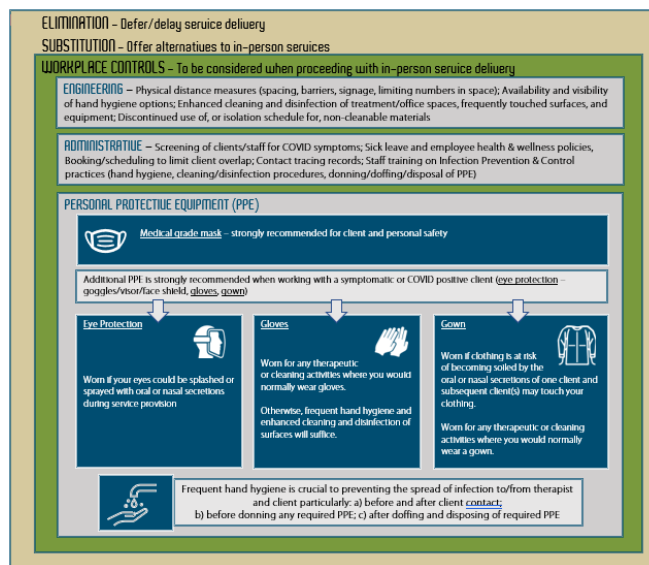 ELIMINATION – Defer/delay service delivery
SUBSTITUTION – Offer alternatives to in-person services
WORKPLACE CONTROLS – To be considered when proceeding with in-person service delivery
ENGINEERING – Physical distance measures (spacing, barriers, signage, limiting numbers in space); Availability and visibility
of hand hygiene options; Enhanced cleaning and disinfection of treatment/office spaces, frequently touched surfaces, and
equipment; Discontinued use of, or isolation schedule for, non-cleanable materials
ADMINISTRATIVE – Screening of clients/staff for COVID symptoms; Sick leave and employee health & wellness policies,
Booking/scheduling to limit client overlap; Contact tracing records; Staff training on Infection Prevention & Control
practices (hand hygiene, cleaning/disinfection procedures, donning/doffing/disposal of PPE)
PERSONAL PROTECTIVE EQUIPMENT (PPE)
Medical grade mask – strongly recommended for client and personal safety
Additional PPE is strongly recommended when working with a symptomatic or COVID positive client (eye protection –
goggles/visor/face shield, gloves, gown)
Eye Protection
Worn if your eyes could be splashed or
sprayed with oral or nasal secretions
during service provision
Gloves
Worn for any therapeutic
or cleaning activities where you would
normally wear gloves.
Otherwise, frequent hand hygiene and
enhanced cleaning and disinfection of
surfaces will suffice.
Gown
Worn if clothing is at risk
of becoming soiled by the
oral or nasal secretions of one client and
subsequent client(s) may touch your
clothing.
Worn for any therapeutic or cleaning
activities where you would normally
wear a gown.
Frequent hand hygiene is crucial to preventing the spread of infection to/from therapist
and client particularly: a) before and after client contact;
b) before donning any required PPE; c) after doffing and disposing of required PPE